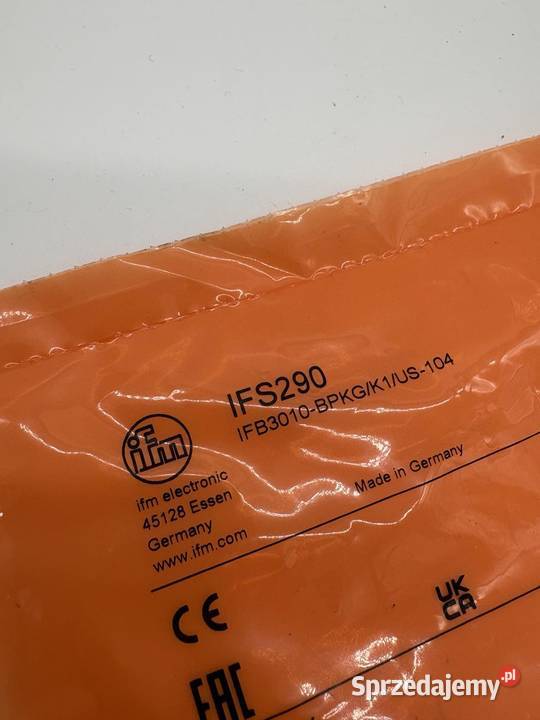 IFS290
IFB3010-BPKG/K1/US-104
ifm
ifm electronic
45128 Essen
Germany
www.ifm.com
Made in Germany
CE
UK
CA
EAC
Sprzedajemy.pl